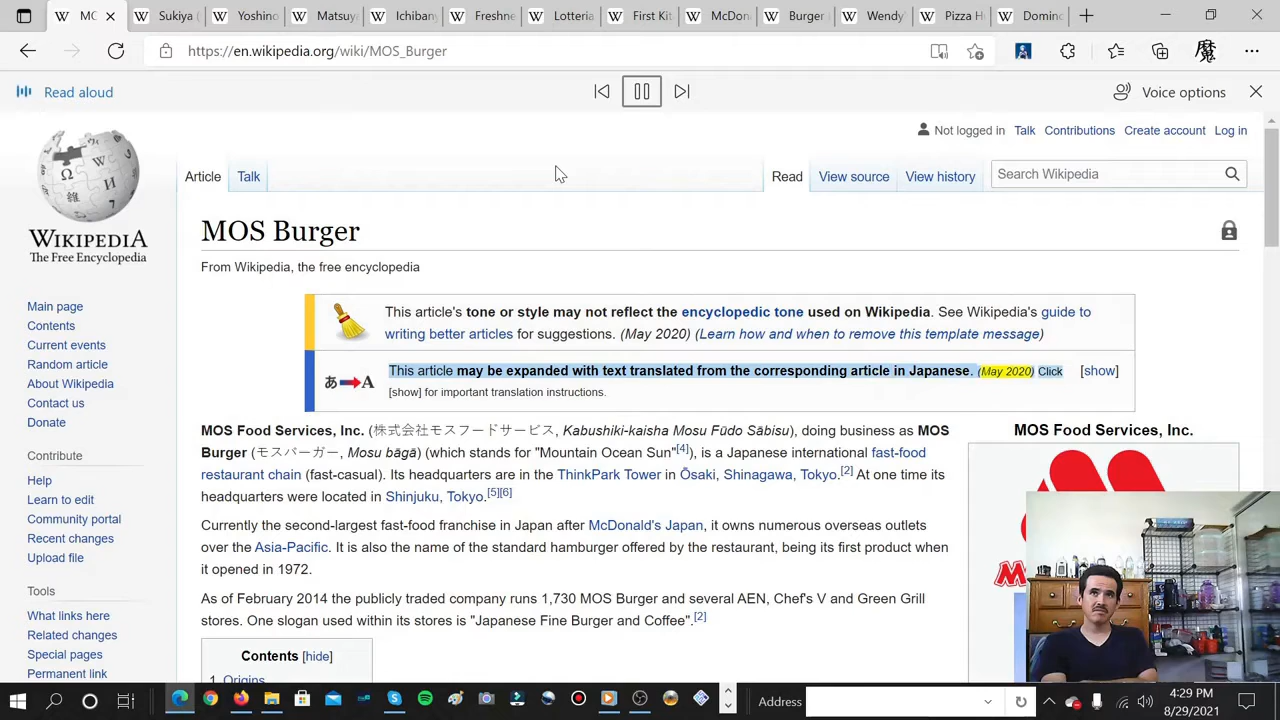 MC
Sukiya (
Yoshino
Matsuy
Ichiban
Freshne
Lotteria
First Kit
McDon
Burger
Wendy'
Pizza H
Domino
https://en.wikipedia.org/wiki/MOS_Burger
魔
Read aloud
Voice options
Not logged in Talk Contributions Create account Log in
Article Talk Read View source View history Search Wikipedia
WIKIPEDIA
The Free Encyclopedia
MOS Burger
From Wikipedia, the free encyclopedia
This article's tone or style may not reflect the encyclopedic tone used on Wikipedia. See Wikipedia's guide to
writing better articles for suggestions. (May 2020) (Learn how and when to remove this template message)
あ A This article may be expanded with text translated from the corresponding article in Japanese. (May 2020) Click [show]
[show] for important translation instructions.
MOS Food Services, Inc. (株式会社モスフードサービス, Kabushiki-kaisha Mosu Fūdo Sābisu), doing business as MOS
Burger (モスバーガー, Mosu bāgā) (which stands for "Mountain Ocean Sun"[4]), is a Japanese international fast-food
restaurant chain (fast-casual). Its headquarters are in the ThinkPark Tower in Ōsaki, Shinagawa, Tokyo.[2] At one time its
headquarters were located in Shinjuku, Tokyo.[5][6]
Currently the second-largest fast-food franchise in Japan after McDonald's Japan, it owns numerous overseas outlets
over the Asia-Pacific. It is also the name of the standard hamburger offered by the restaurant, being its first product when
it opened in 1972.
As of February 2014 the publicly traded company runs 1,730 MOS Burger and several AEN, Chef's V and Green Grill
stores. One slogan used within its stores is "Japanese Fine Burger and Coffee".[2]
Contents [hide]
1 Origins
MOS Food Services, Inc.
M
Main page
Contents
Current events
Random article
About Wikipedia
Contact us
Donate
Contribute
Help
Learn to edit
Community portal
Recent changes
Upload file
Tools
What links here
Related changes
Special pages
Permanent link
Address
4:29 PM
8/29/2021